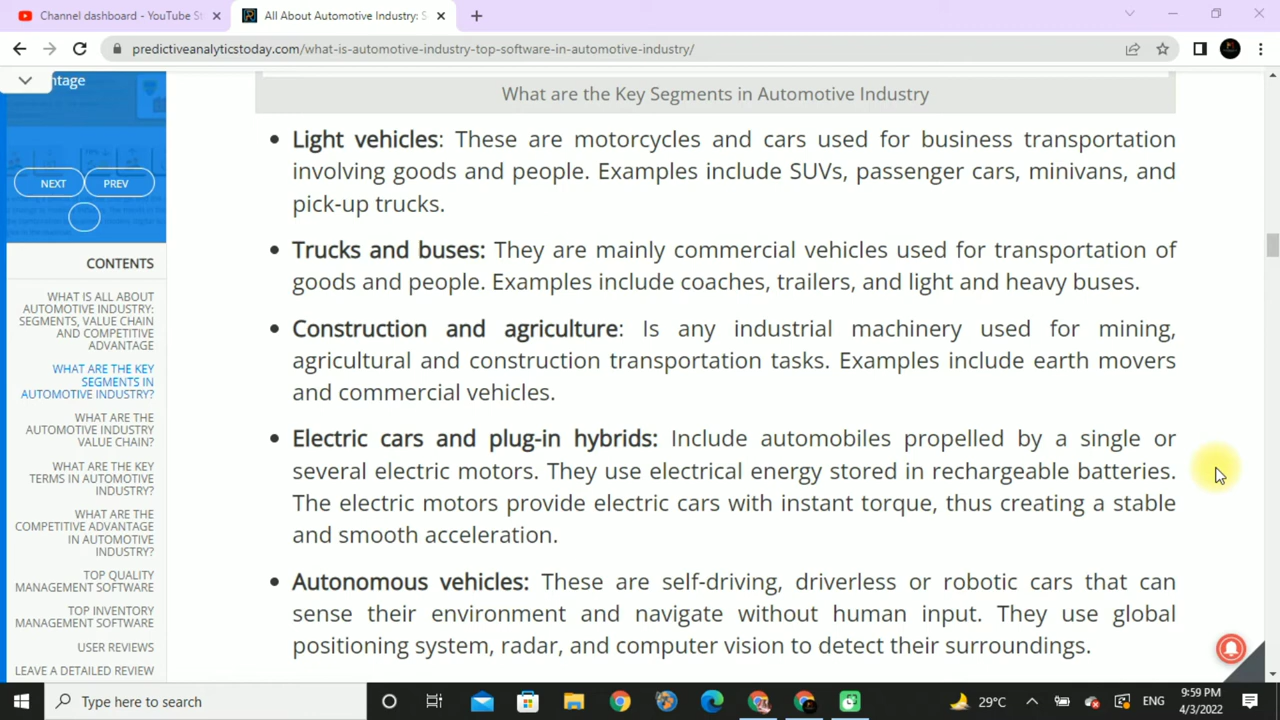 Channel dashboard - YouTube St
All About Automotive Industry: S
predictiveanalyticstoday.com/what-is-automotive-industry-top-software-in-automotive-industry/
ntage
NEXT
PREV
CONTENTS
WHAT IS ALL ABOUT
AUTOMOTIVE INDUSTRY:
SEGMENTS, VALUE CHAIN
AND COMPETITIVE
ADVANTAGE
WHAT ARE THE KEY
SEGMENTS IN
AUTOMOTIVE INDUSTRY?
WHAT ARE THE
AUTOMOTIVE INDUSTRY
VALUE CHAIN?
WHAT ARE THE KEY
TERMS IN AUTOMOTIVE
INDUSTRY?
WHAT ARE THE
COMPETITIVE ADVANTAGE
IN AUTOMOTIVE
INDUSTRY?
TOP QUALITY
MANAGEMENT SOFTWARE
TOP INVENTORY
MANAGEMENT SOFTWARE
USER REVIEWS
LEAVE A DETAILED REVIEW
What are the Key Segments in Automotive Industry
Light vehicles: These are motorcycles and cars used for business transportation
involving goods and people. Examples include SUVs, passenger cars, minivans, and
pick-up trucks.
Trucks and buses: They are mainly commercial vehicles used for transportation of
goods and people. Examples include coaches, trailers, and light and heavy buses.
Construction and agriculture: Is any industrial machinery used for mining,
agricultural and construction transportation tasks. Examples include earth movers
and commercial vehicles.
Electric cars and plug-in hybrids: Include automobiles propelled by a single or
several electric motors. They use electrical energy stored in rechargeable batteries.
The electric motors provide electric cars with instant torque, thus creating a stable
and smooth acceleration.
Autonomous vehicles: These are self-driving, driverless or robotic cars that can
sense their environment and navigate without human input. They use global
positioning system, radar, and computer vision to detect their surroundings.
Type here to search
29°C
ENG
9:59 PM
4/3/2022